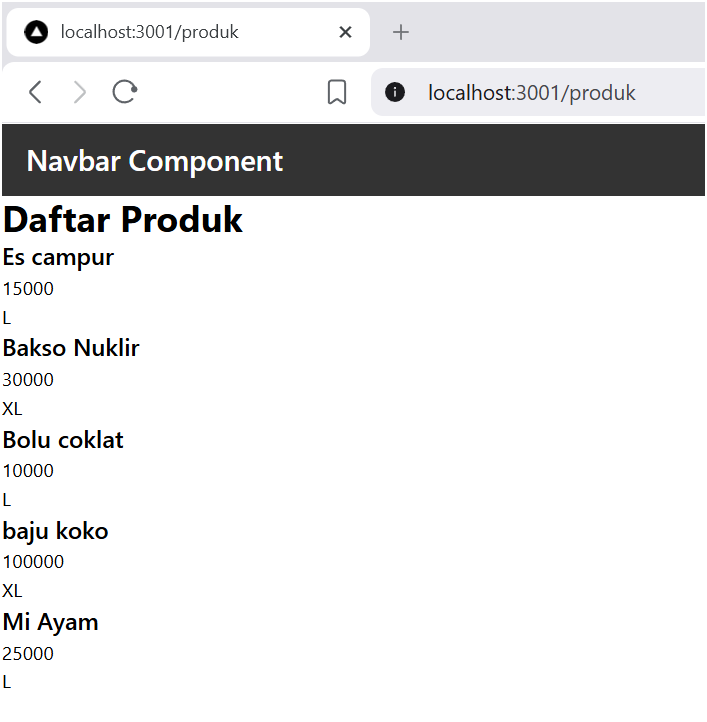 localhost:3001/produk
localhost:3001/produk
Navbar Component
Daftar Produk
Es campur
15000
L
Bakso Nuklir
30000
XL
Bolu coklat
10000
L
baju koko
100000
XL
Mi Ayam
25000
L